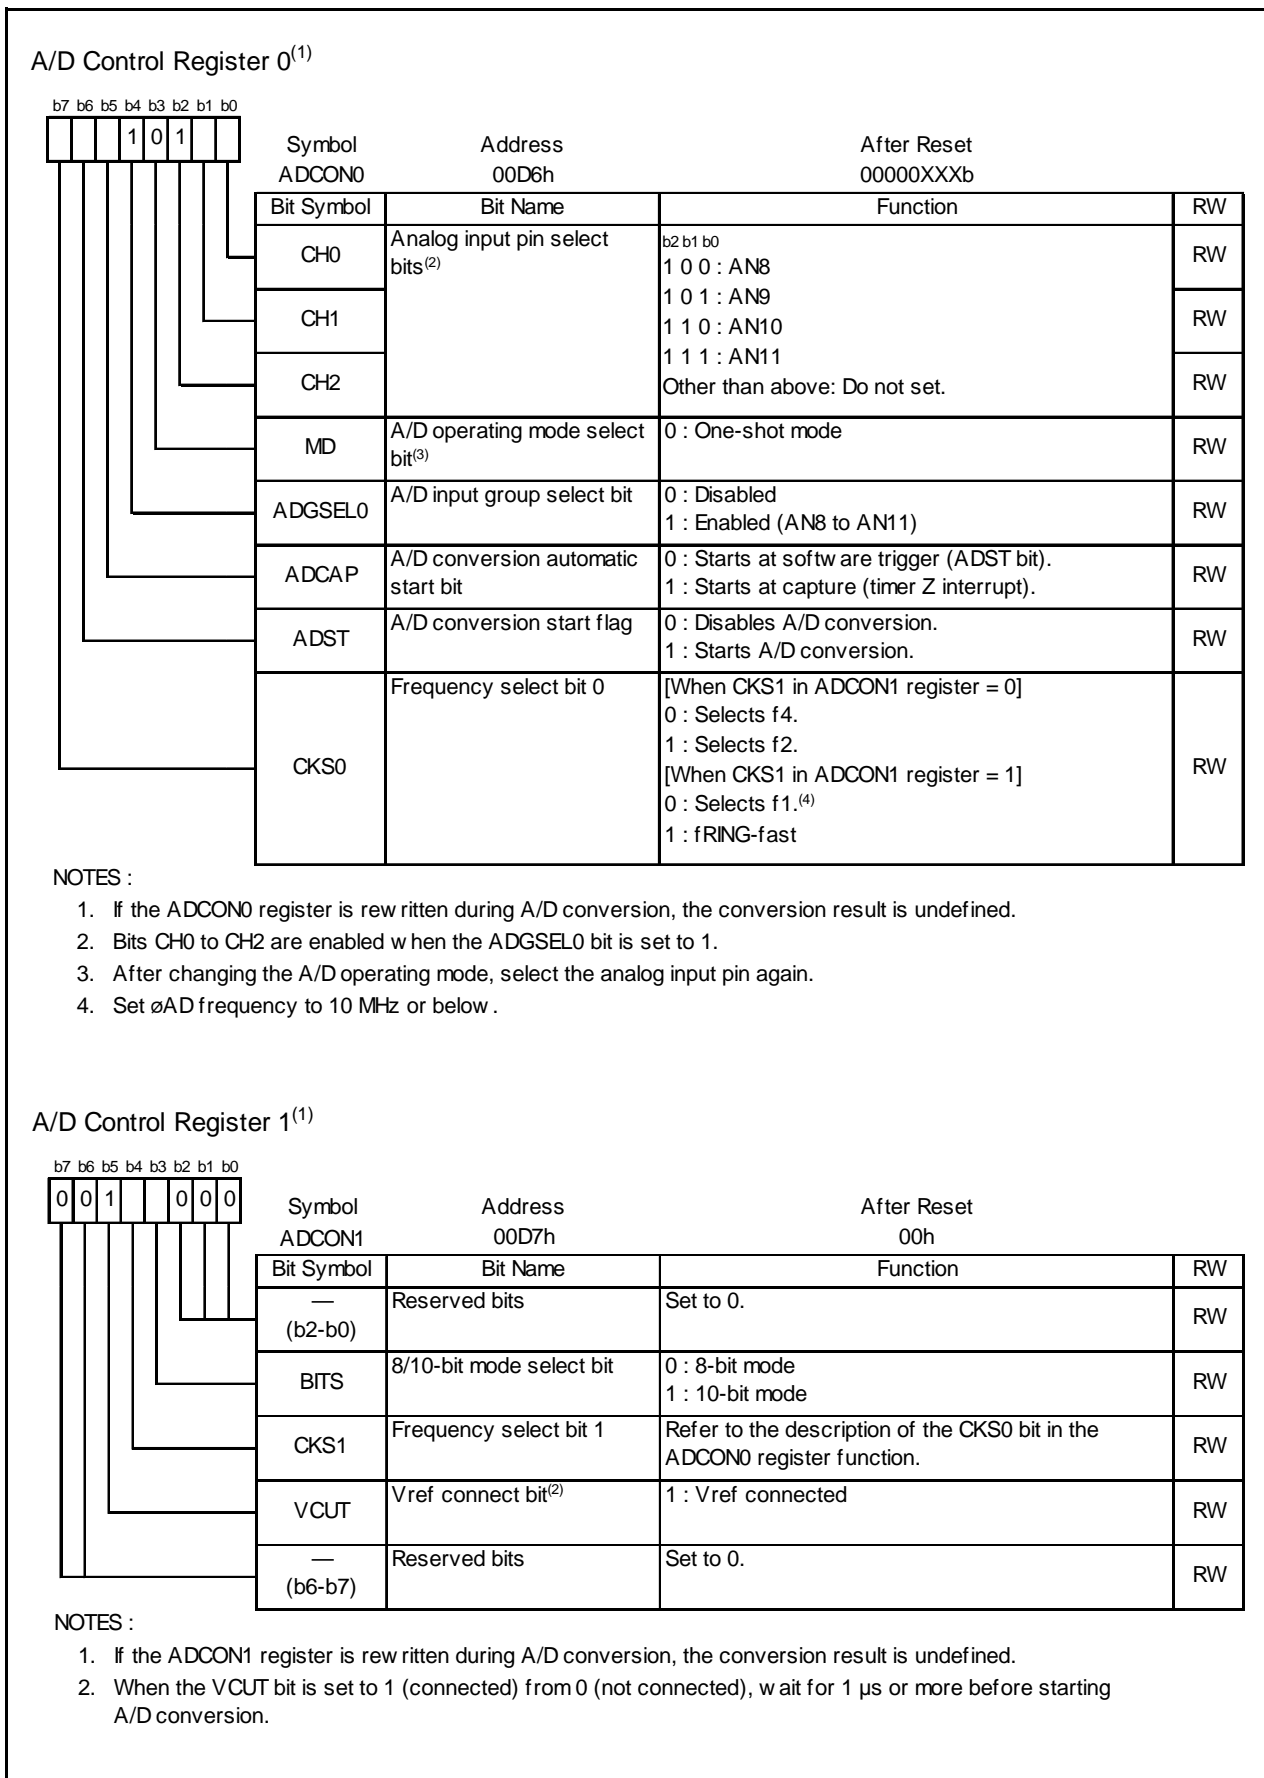 A/D Control Register 0(1)
b7 b6 b5 b4 b3 b2 b1 b0
1 0 1
Symbol Address After Reset
ADCON0 00D6h 00000XXXb
Bit Symbol Bit Name Function RW
CH0 Analog input pin select bits(2) b2 b1 b0 RW
1 0 0 : AN8
1 0 1 : AN9
CH1 1 1 0 : AN10 RW
1 1 1 : AN11
CH2 Other than above: Do not set. RW
MD A/D operating mode select bit(3) 0 : One-shot mode RW
ADGSEL0 A/D input group select bit 0 : Disabled RW
1 : Enabled (AN8 to AN11)
ADCAP A/D conversion automatic start bit 0 : Starts at software trigger (ADST bit). RW
1 : Starts at capture (timer Z interrupt).
ADST A/D conversion start flag 0 : Disables A/D conversion. RW
1 : Starts A/D conversion.
CKS0 Frequency select bit 0 [When CKS1 in ADCON1 register = 0] RW
0 : Selects f4.
1 : Selects f2.
[When CKS1 in ADCON1 register = 1]
0 : Selects f1.(4)
1 : fRING-fast
NOTES :
1. If the ADCON0 register is rewritten during A/D conversion, the conversion result is undefined.
2. Bits CH0 to CH2 are enabled when the ADGSEL0 bit is set to 1.
3. After changing the A/D operating mode, select the analog input pin again.
4. Set øAD frequency to 10 MHz or below.
A/D Control Register 1(1)
b7 b6 b5 b4 b3 b2 b1 b0
0 0 1 0 0 0
Symbol Address After Reset
ADCON1 00D7h 00h
Bit Symbol Bit Name Function RW
— (b2-b0) Reserved bits Set to 0. RW
BITS 8/10-bit mode select bit 0 : 8-bit mode RW
1 : 10-bit mode
CKS1 Frequency select bit 1 Refer to the description of the CKS0 bit in the RW
ADCON0 register function.
VCUT Vref connect bit(2) 1 : Vref connected RW
— (b6-b7) Reserved bits Set to 0. RW
NOTES :
1. If the ADCON1 register is rewritten during A/D conversion, the conversion result is undefined.
2. When the VCUT bit is set to 1 (connected) from 0 (not connected), wait for 1 µs or more before starting
A/D conversion.